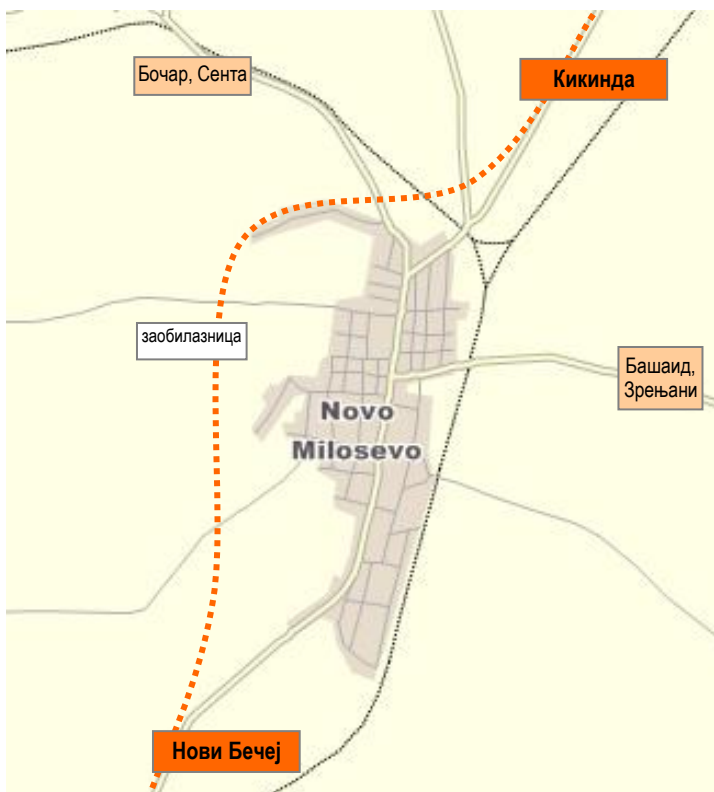 Бочар, Сента
Кикинда
заобилазница
Башаид,
Зрењани
Novo
Milosevo
Нови Бечеј